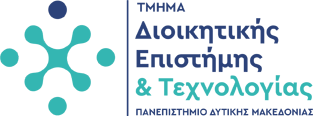 ΤΜΗΜΑ
Διοικητικής
Επιστήμης
& Τεχνολογίας
ΠΑΝΕΠΙΣΤΗΜΙΟ ΔΥΤΙΚΗΣ ΜΑΚΕΔΟΝΙΑΣ